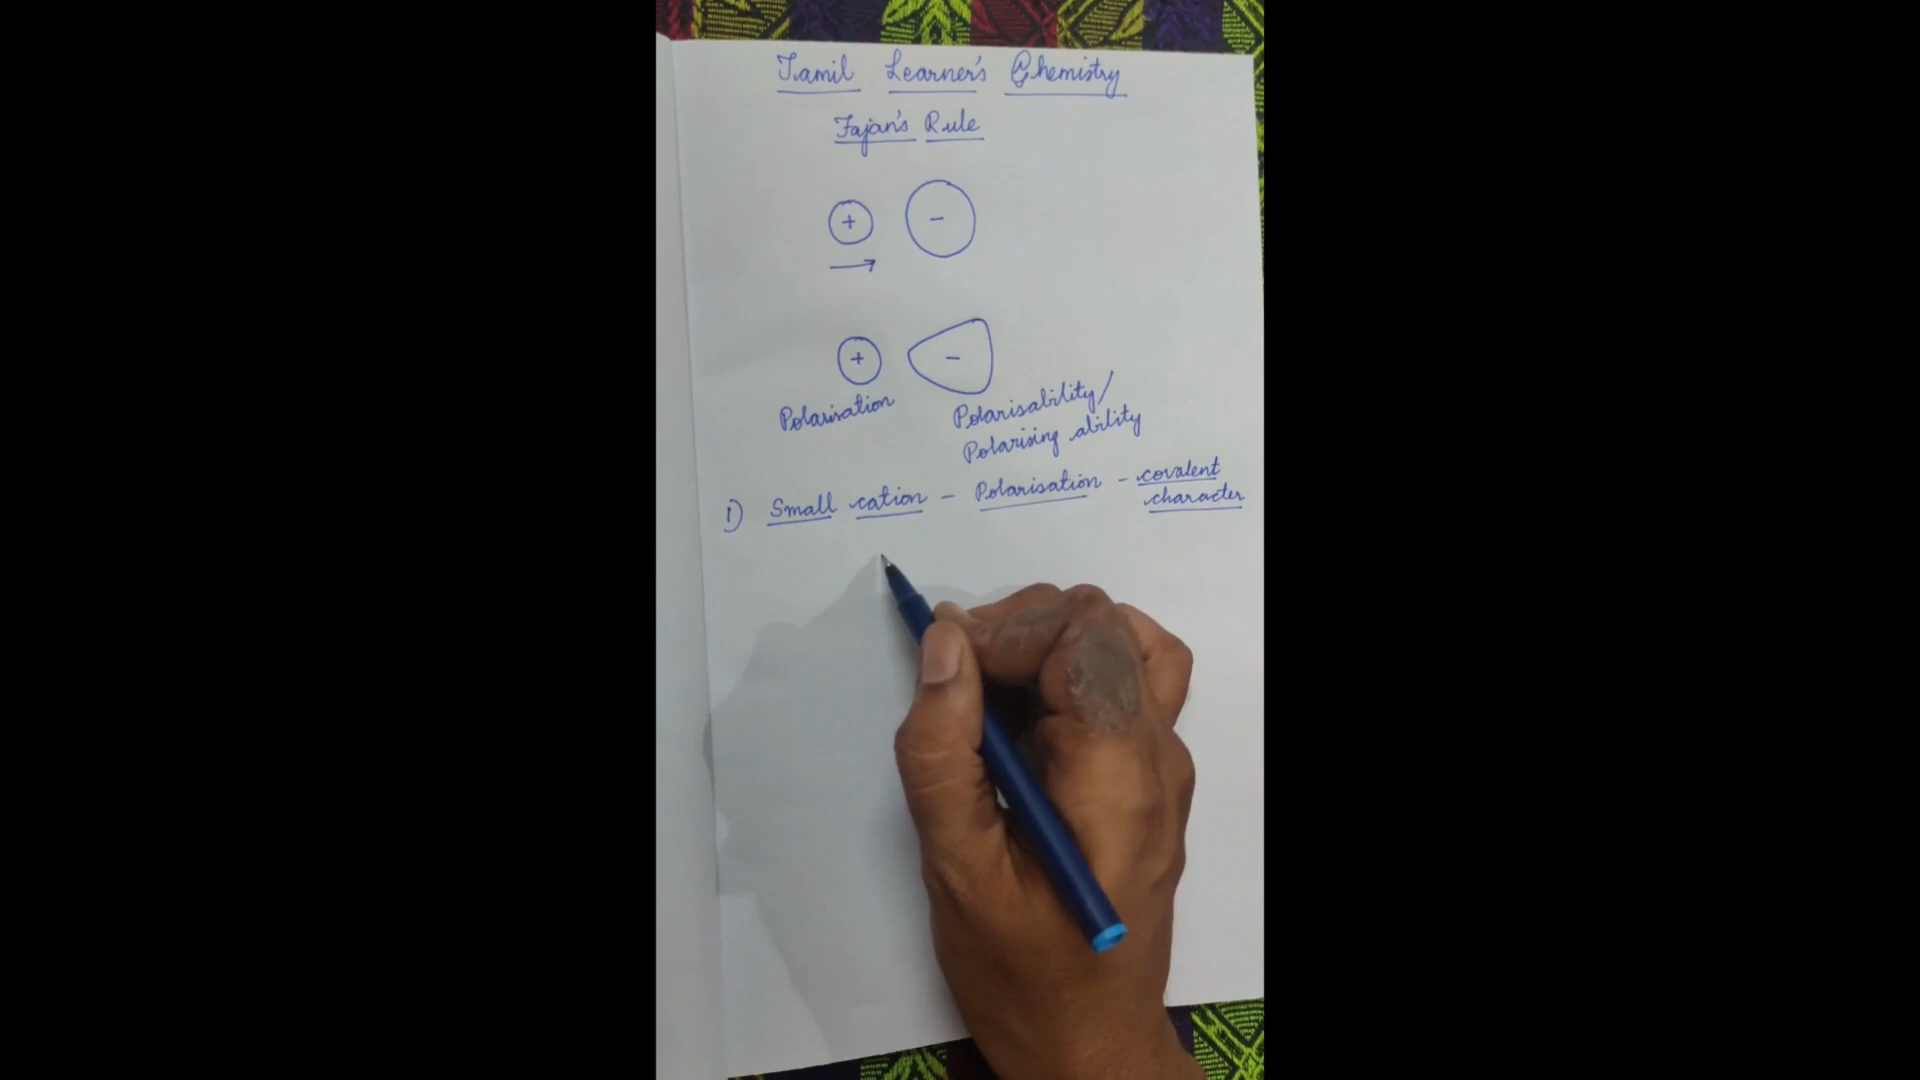 Tamil Learner's Chemistry
Fajan's Rule
+ -
+ -
Polarisation
Polarisability/
Polarising ability
1) Small cation - Polarisation - covalent
character